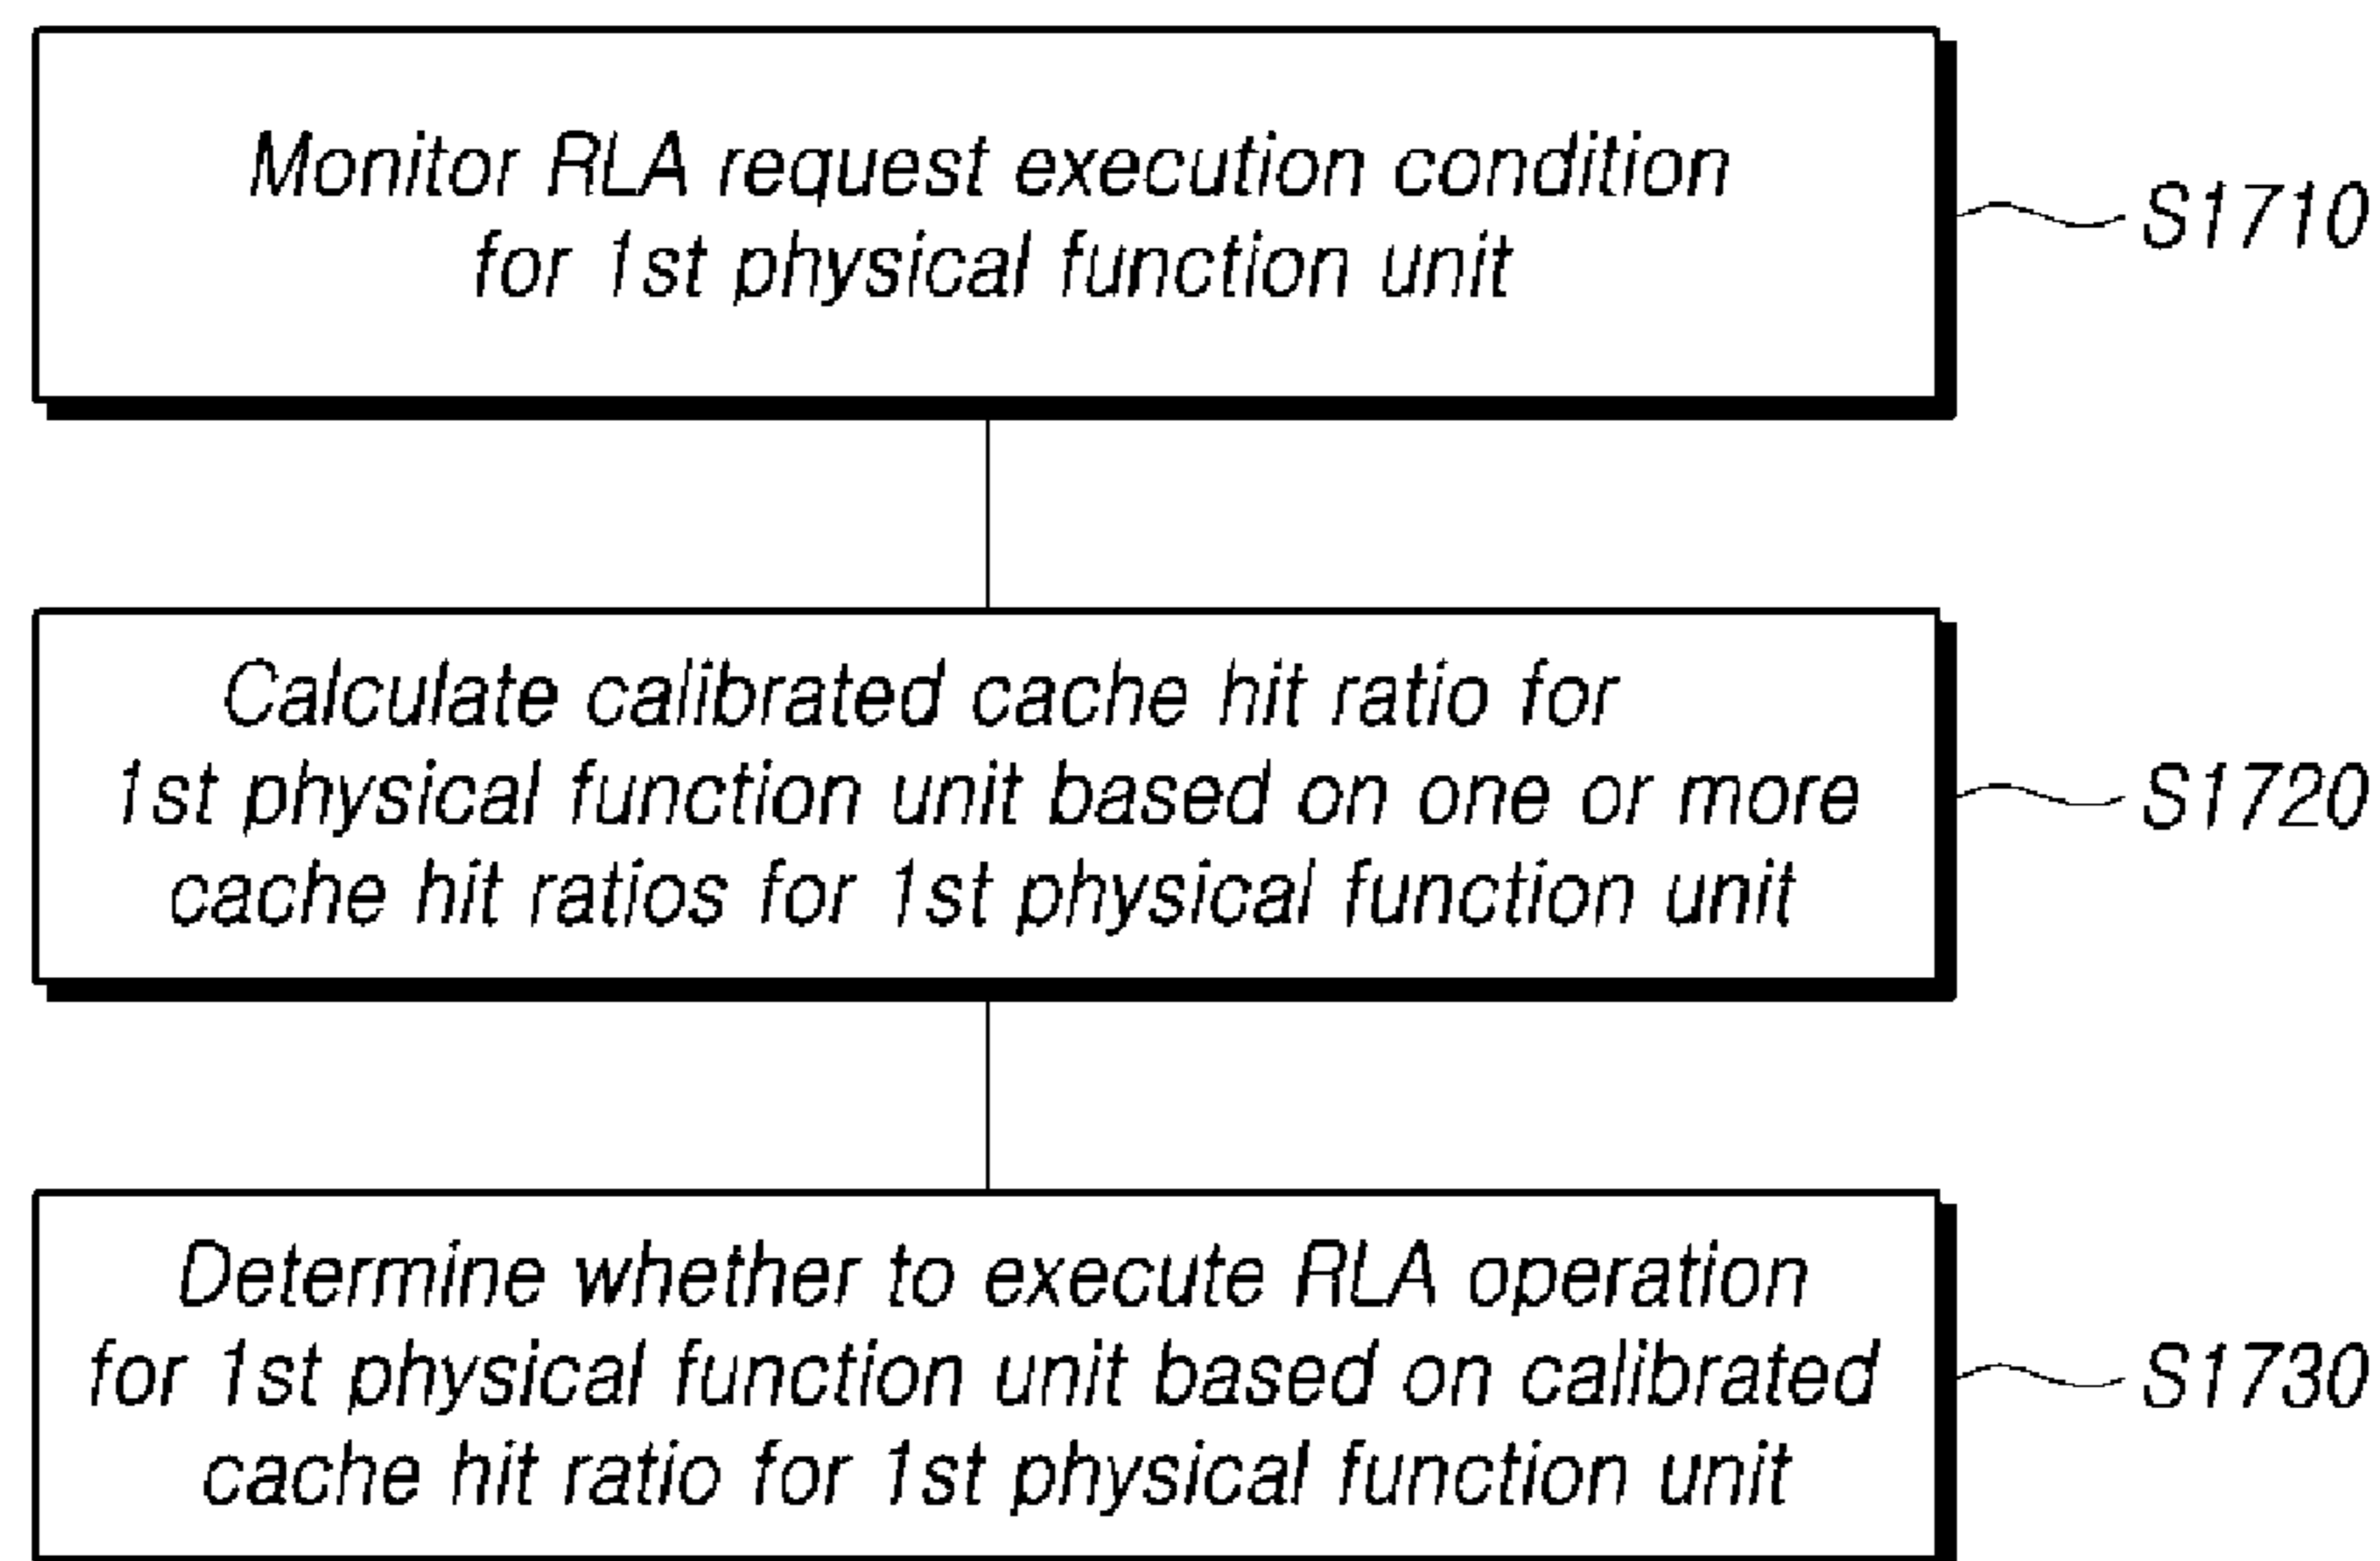 Monitor RLA request execution condition
for 1st physical function unit
S1710
Calculate calibrated cache hit ratio for
1st physical function unit based on one or more
cache hit ratios for 1st physical function unit
S1720
Determine whether to execute RLA operation
for 1st physical function unit based on calibrated
cache hit ratio for 1st physical function unit
S1730